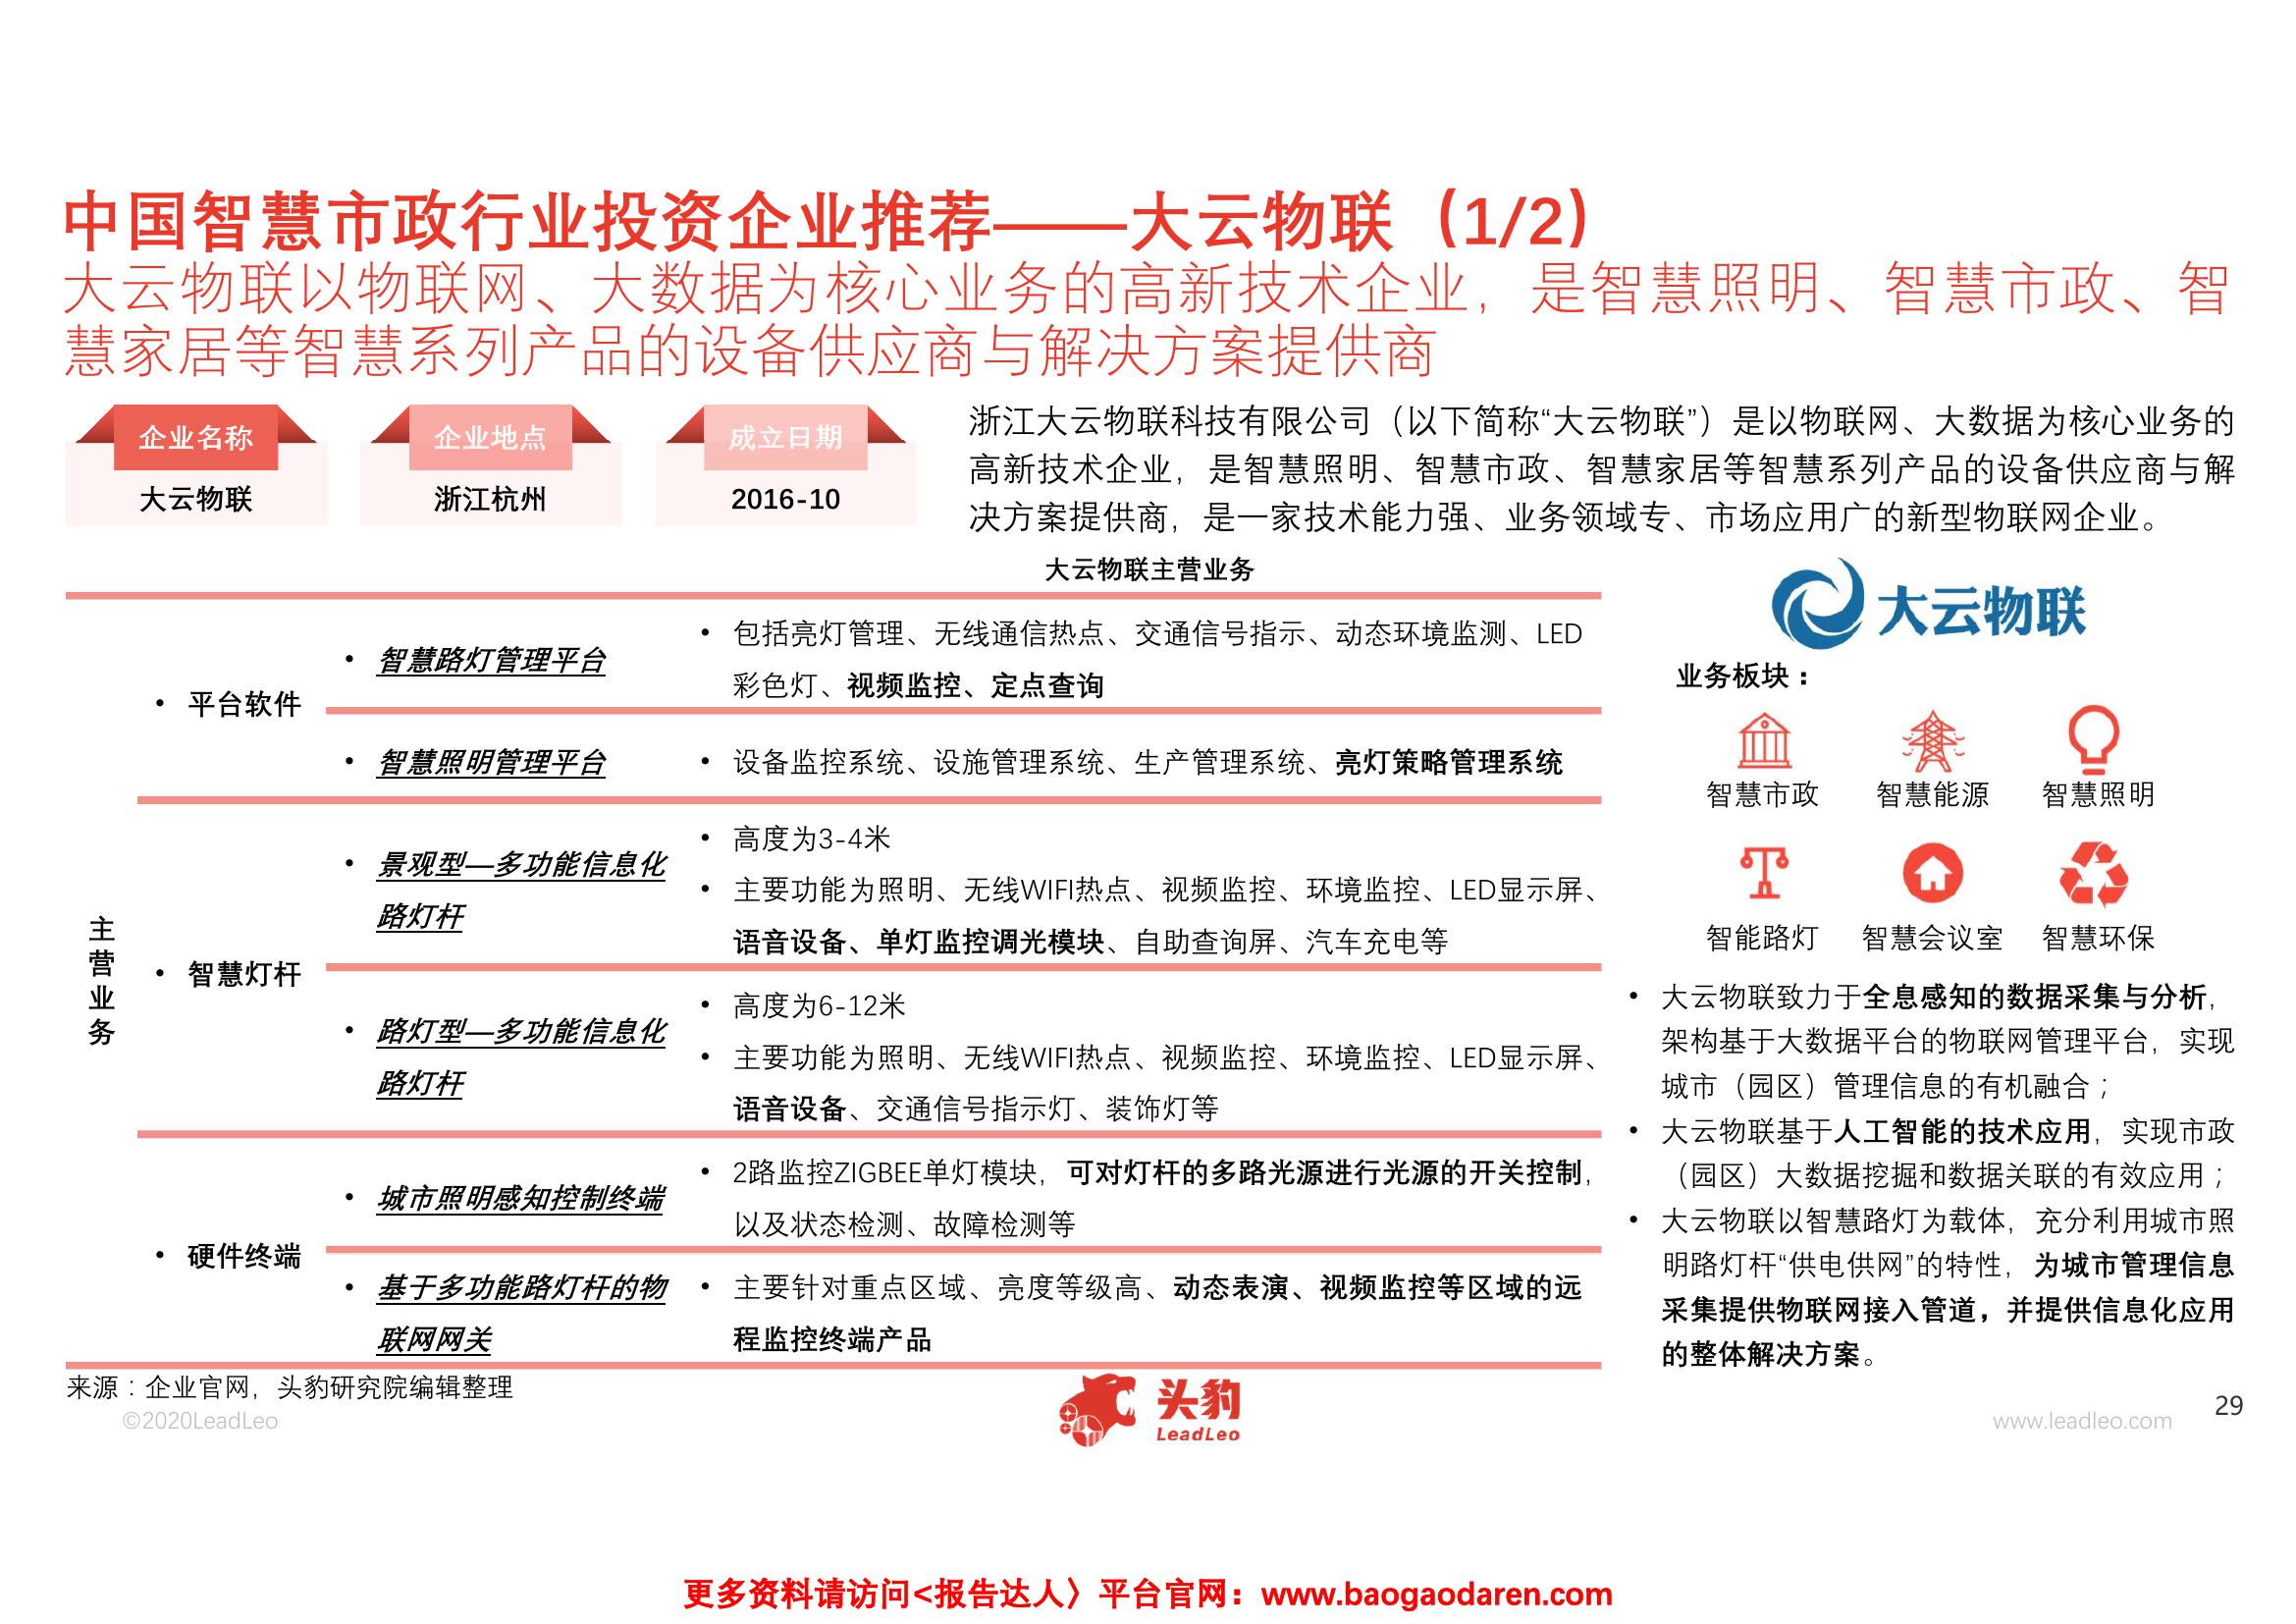 中国智慧市政行业投资企业推荐——大云物联（1/2）
大云物联以物联网、大数据为核心业务的高新技术企业，是智慧照明、智慧市政、智
慧家居等智慧系列产品的设备供应商与解决方案提供商
企业名称
大云物联
企业地点
浙江杭州
成立日期
2016-10
浙江大云物联科技有限公司（以下简称“大云物联”）是以物联网、大数据为核心业务的
高新技术企业，是智慧照明、智慧市政、智慧家居等智慧系列产品的设备供应商与解
决方案提供商，是一家技术能力强、业务领域专、市场应用广的新型物联网企业。
大云物联主营业务
主
营
业
务
• 平台软件
• 智慧路灯管理平台
• 包括亮灯管理、无线通信热点、交通信号指示、动态环境监测、LED
彩色灯、视频监控、定点查询
• 智慧照明管理平台
• 设备监控系统、设施管理系统、生产管理系统、亮灯策略管理系统
• 智慧灯杆
• 景观型—多功能信息化
路灯杆
• 高度为3-4米
• 主要功能为照明、无线WIFI热点、视频监控、环境监控、LED显示屏、
语音设备、单灯监控调光模块、自助查询屏、汽车充电等
• 路灯型—多功能信息化
路灯杆
• 高度为6-12米
• 主要功能为照明、无线WIFI热点、视频监控、环境监控、LED显示屏、
语音设备、交通信号指示灯、装饰灯等
• 硬件终端
• 城市照明感知控制终端
• 2路监控ZIGBEE单灯模块，可对灯杆的多路光源进行光源的开关控制，
以及状态检测、故障检测等
• 基于多功能路灯杆的物
联网网关
• 主要针对重点区域、亮度等级高、动态表演、视频监控等区域的远
程监控终端产品
大云物联
业务板块：
智慧市政
智慧能源
智慧照明
智能路灯
智慧会议室
智慧环保
• 大云物联致力于全息感知的数据采集与分析，
架构基于大数据平台的物联网管理平台，实现
城市（园区）管理信息的有机融合；
• 大云物联基于人工智能的技术应用，实现市政
（园区）大数据挖掘和数据关联的有效应用；
• 大云物联以智慧路灯为载体，充分利用城市照
明路灯杆“供电供网”的特性，为城市管理信息
采集提供物联网接入管道，并提供信息化应用
的整体解决方案。
来源：企业官网，头豹研究院编辑整理
©2020LeadLeo
头豹
LeadLeo
www.leadleo.com
29
更多资料请访问<报告达人〉平台官网：www.baogaodaren.com